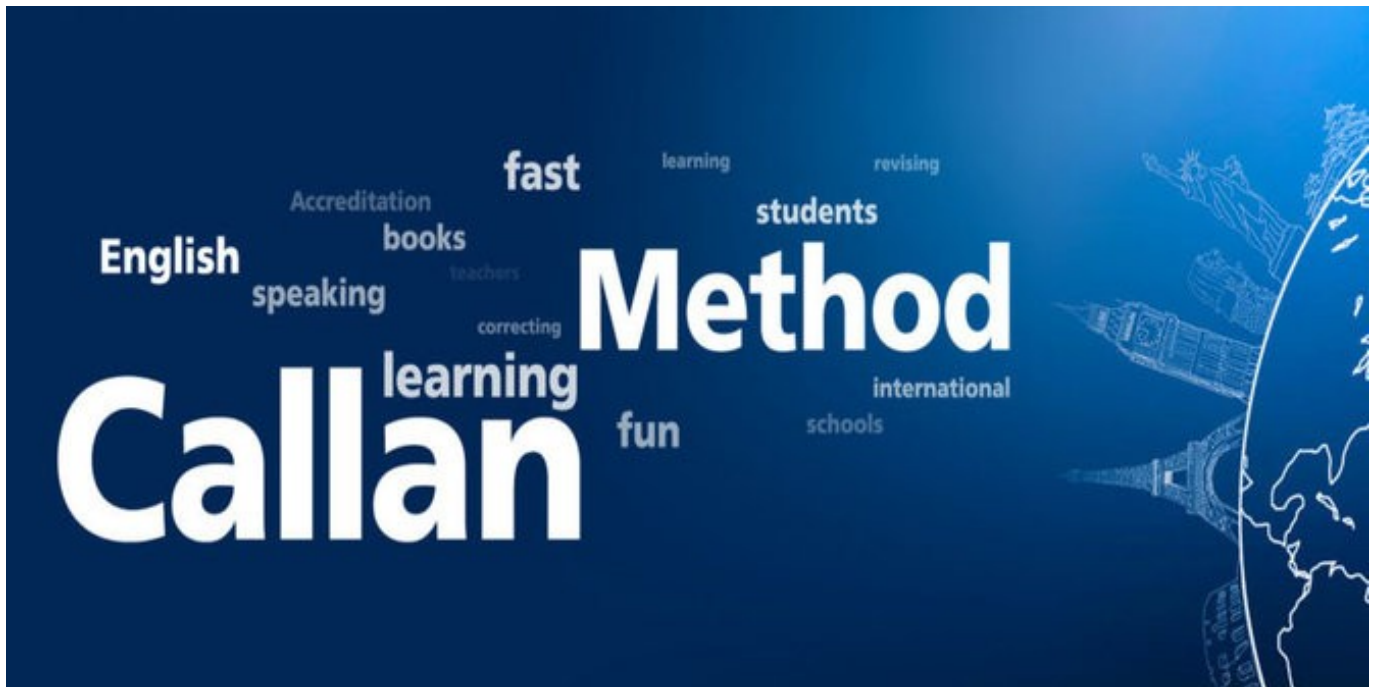 fast
learning
revising
Accreditation
students
books
English
teachers
speaking
Method
correcting
learning
international
Callan
fun
schools